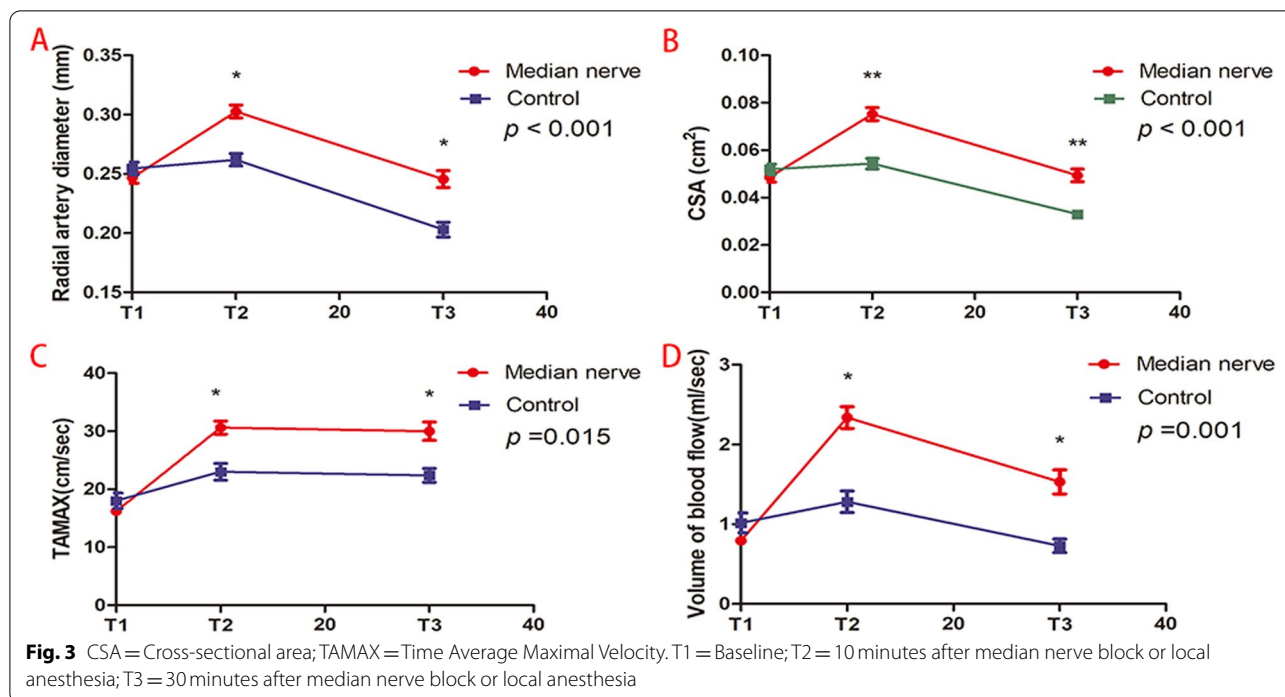 A
Radial artery diameter (mm)
0.35
0.30
0.25
0.20
0.15
T1
T2
20
T3
40
*
*
Median nerve
Control
p < 0.001
B
CSA (cm²)
0.10
0.08
0.06
0.04
0.02
0.00
T1
T2
20
T3
40
**
**
Median nerve
Control
p < 0.001
C
TAMAX(cm/sec)
40
30
20
10
0
T1
T2
20
T3
40
*
*
Median nerve
Control
p =0.015
D
Volume of blood flow(ml/sec)
3
2
1
0
T1
T2
20
T3
40
*
*
Median nerve
Control
p =0.001
Fig. 3 CSA = Cross-sectional area; TAMAX = Time Average Maximal Velocity. T1 = Baseline; T2 = 10 minutes after median nerve block or local
anesthesia; T3 = 30 minutes after median nerve block or local anesthesia